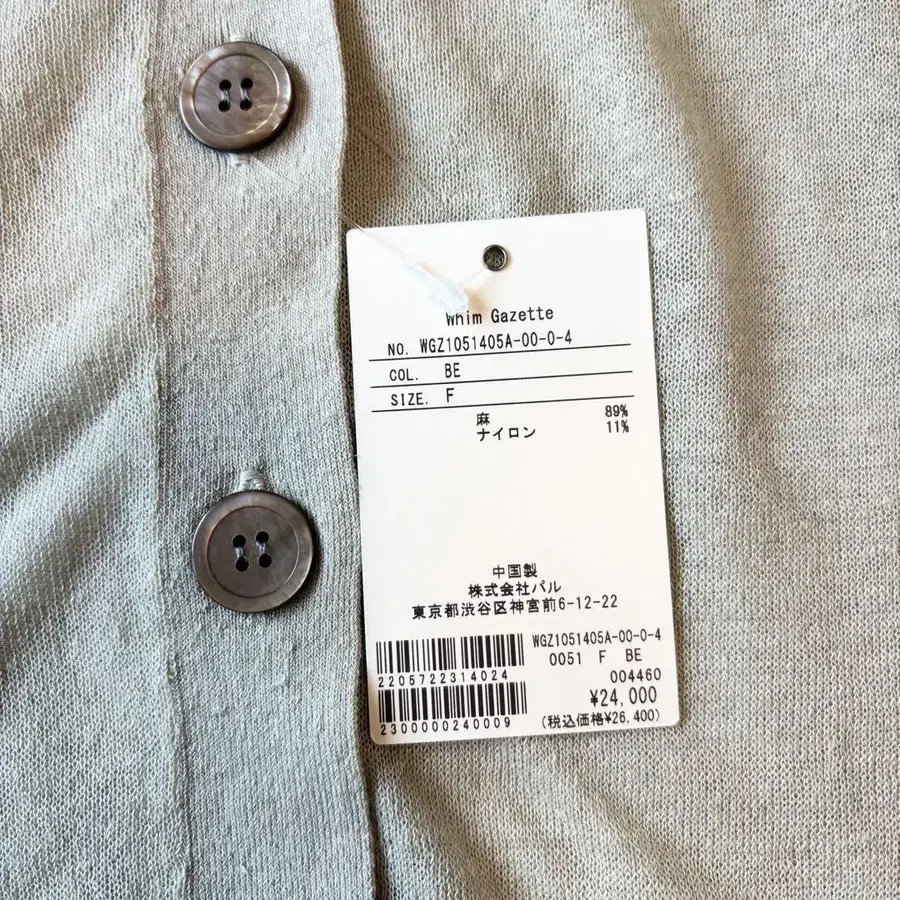 Whim Gazette
NO. WGZ1051405A-00-0-4
COL. BE
SIZE. F
麻 89%
ナイロン 11%
中国製
株式会社パル
東京都渋谷区神宮前6-12-22
WGZ1051405A-00-0-4
0051 F BE
2205722314024
004460
¥24,000
2300000240009
(税込価格¥26,400)